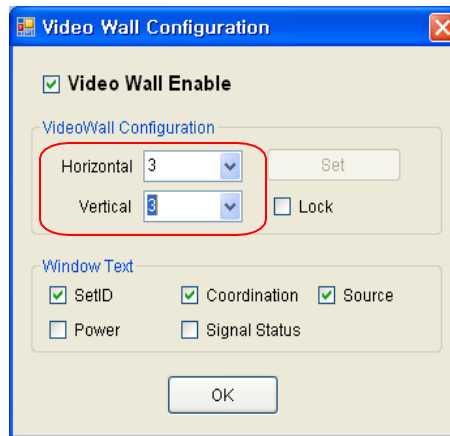 Video Wall Configuration
Video Wall Enable
VideoWall Configuration
Horizontal 3 Set
Vertical 3 Lock
Window Text
SetID Coordination Source
Power Signal Status
OK